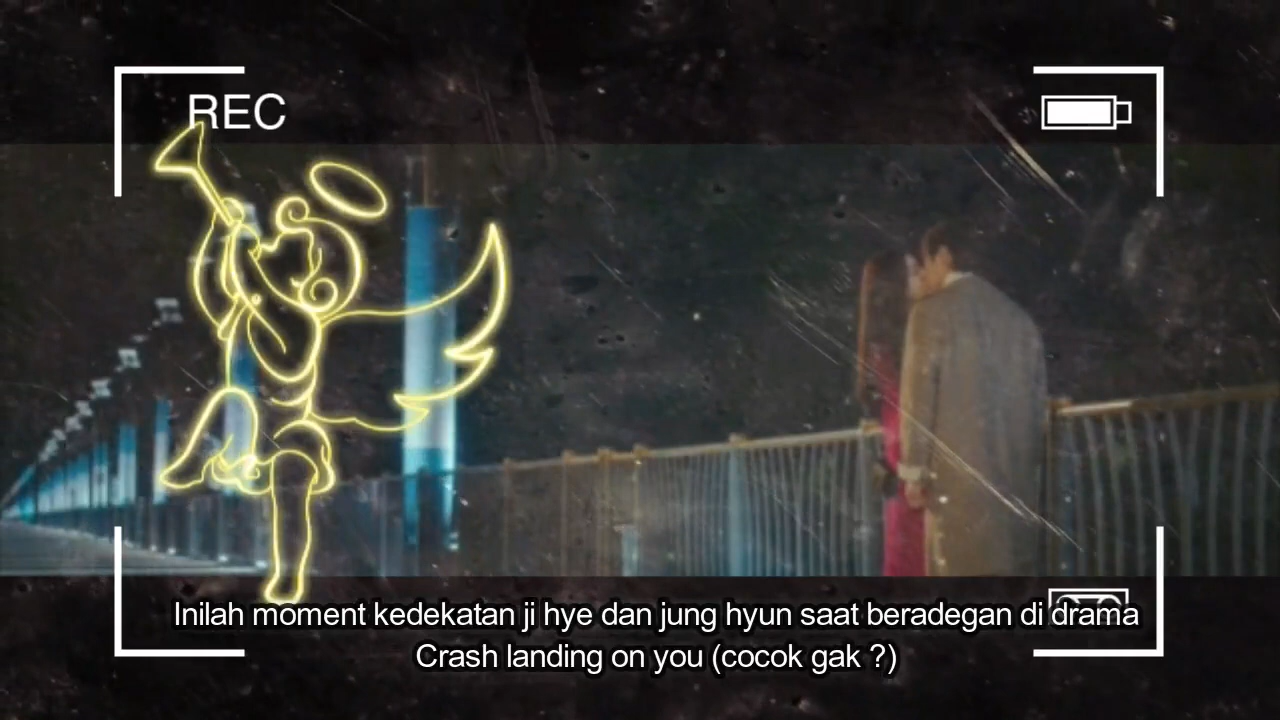 REC
Inilah moment kedekatan ji hye dan jung hyun saat beradegan di drama
Crash landing on you (cocok gak ?)